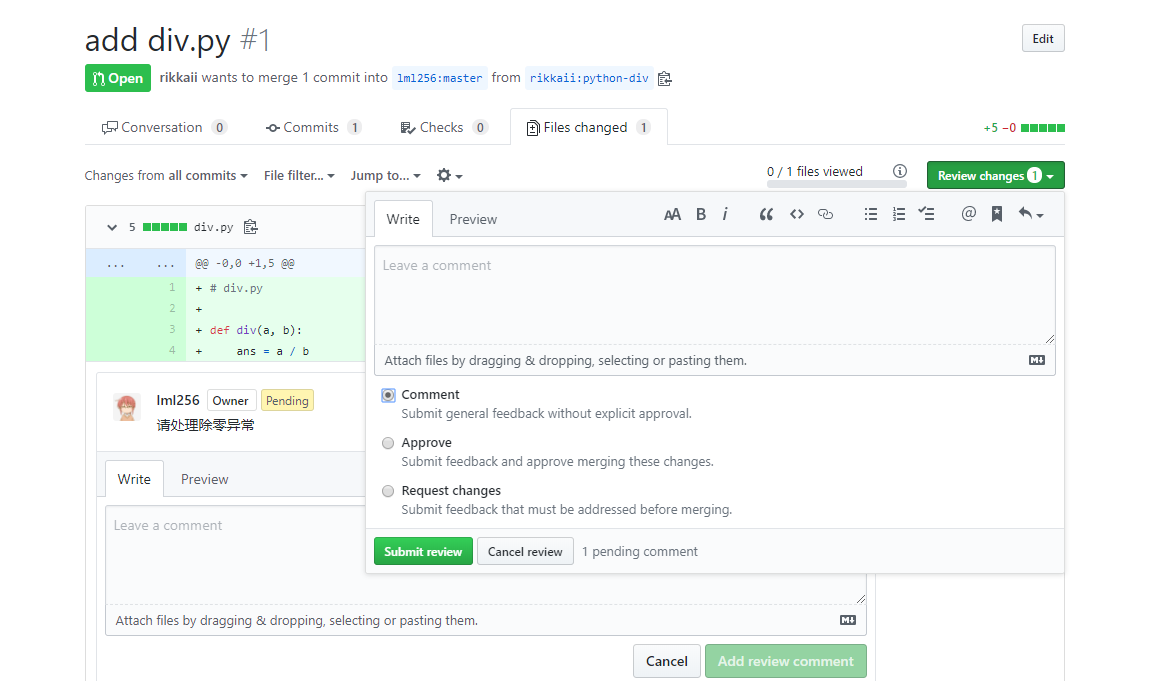 add div.py #1
Edit
Open rikkaii wants to merge 1 commit into lml256:master from rikkaii:python-div
Conversation 0 Commits 1 Checks 0 Files changed 1 +5 −0
Changes from all commits File filter... Jump to... 0 / 1 files viewed Review changes 1
5 div.py
... ... @@ -0,0 +1,5 @@
1 + # div.py
2 +
3 + def div(a, b):
4 + ans = a / b
lml256 Owner Pending
请处理除零异常
Write Preview
Leave a comment
Attach files by dragging & dropping, selecting or pasting them.
Cancel Add review comment
Write Preview AA B i @
Leave a comment
Attach files by dragging & dropping, selecting or pasting them.
Comment
Submit general feedback without explicit approval.
Approve
Submit feedback and approve merging these changes.
Request changes
Submit feedback that must be addressed before merging.
Submit review Cancel review 1 pending comment